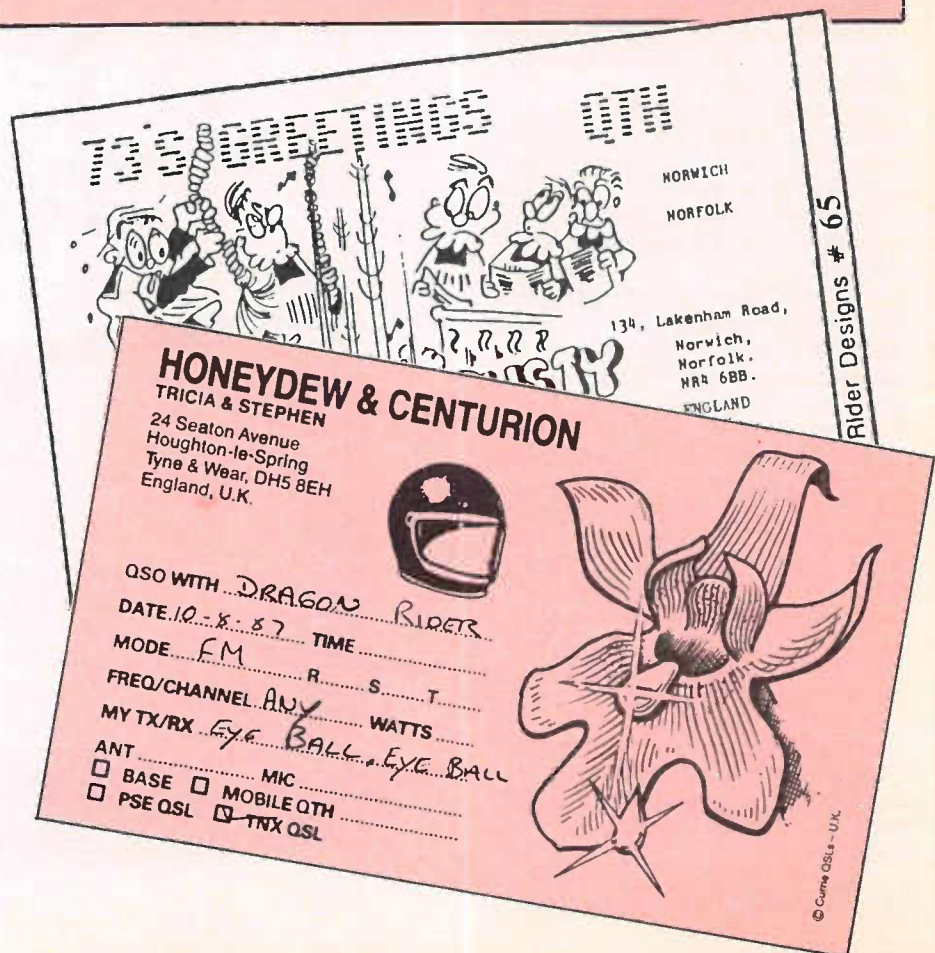 73'S GREETINGS QTH
NORWICH
NORFOLK
134, Lakenham Road,
Norwich,
Norfolk.
NR4 6BB.
ENGLAND
Rider Designs # 65
HONEYDEW & CENTURION
TRICIA & STEPHEN
24 Seaton Avenue
Houghton-le-Spring
Tyne & Wear, DH5 8EH
England, U.K.
QSO WITH DRAGON RIDER
DATE 10-8-87 TIME
MODE FM R S T
FREQ/CHANNEL ANY WATTS
MY TX/RX EYE BALL, EYE BALL
ANT MIC
BASE MOBILE QTH
PSE QSL TNX QSL
© Currie QSLs - U.K.